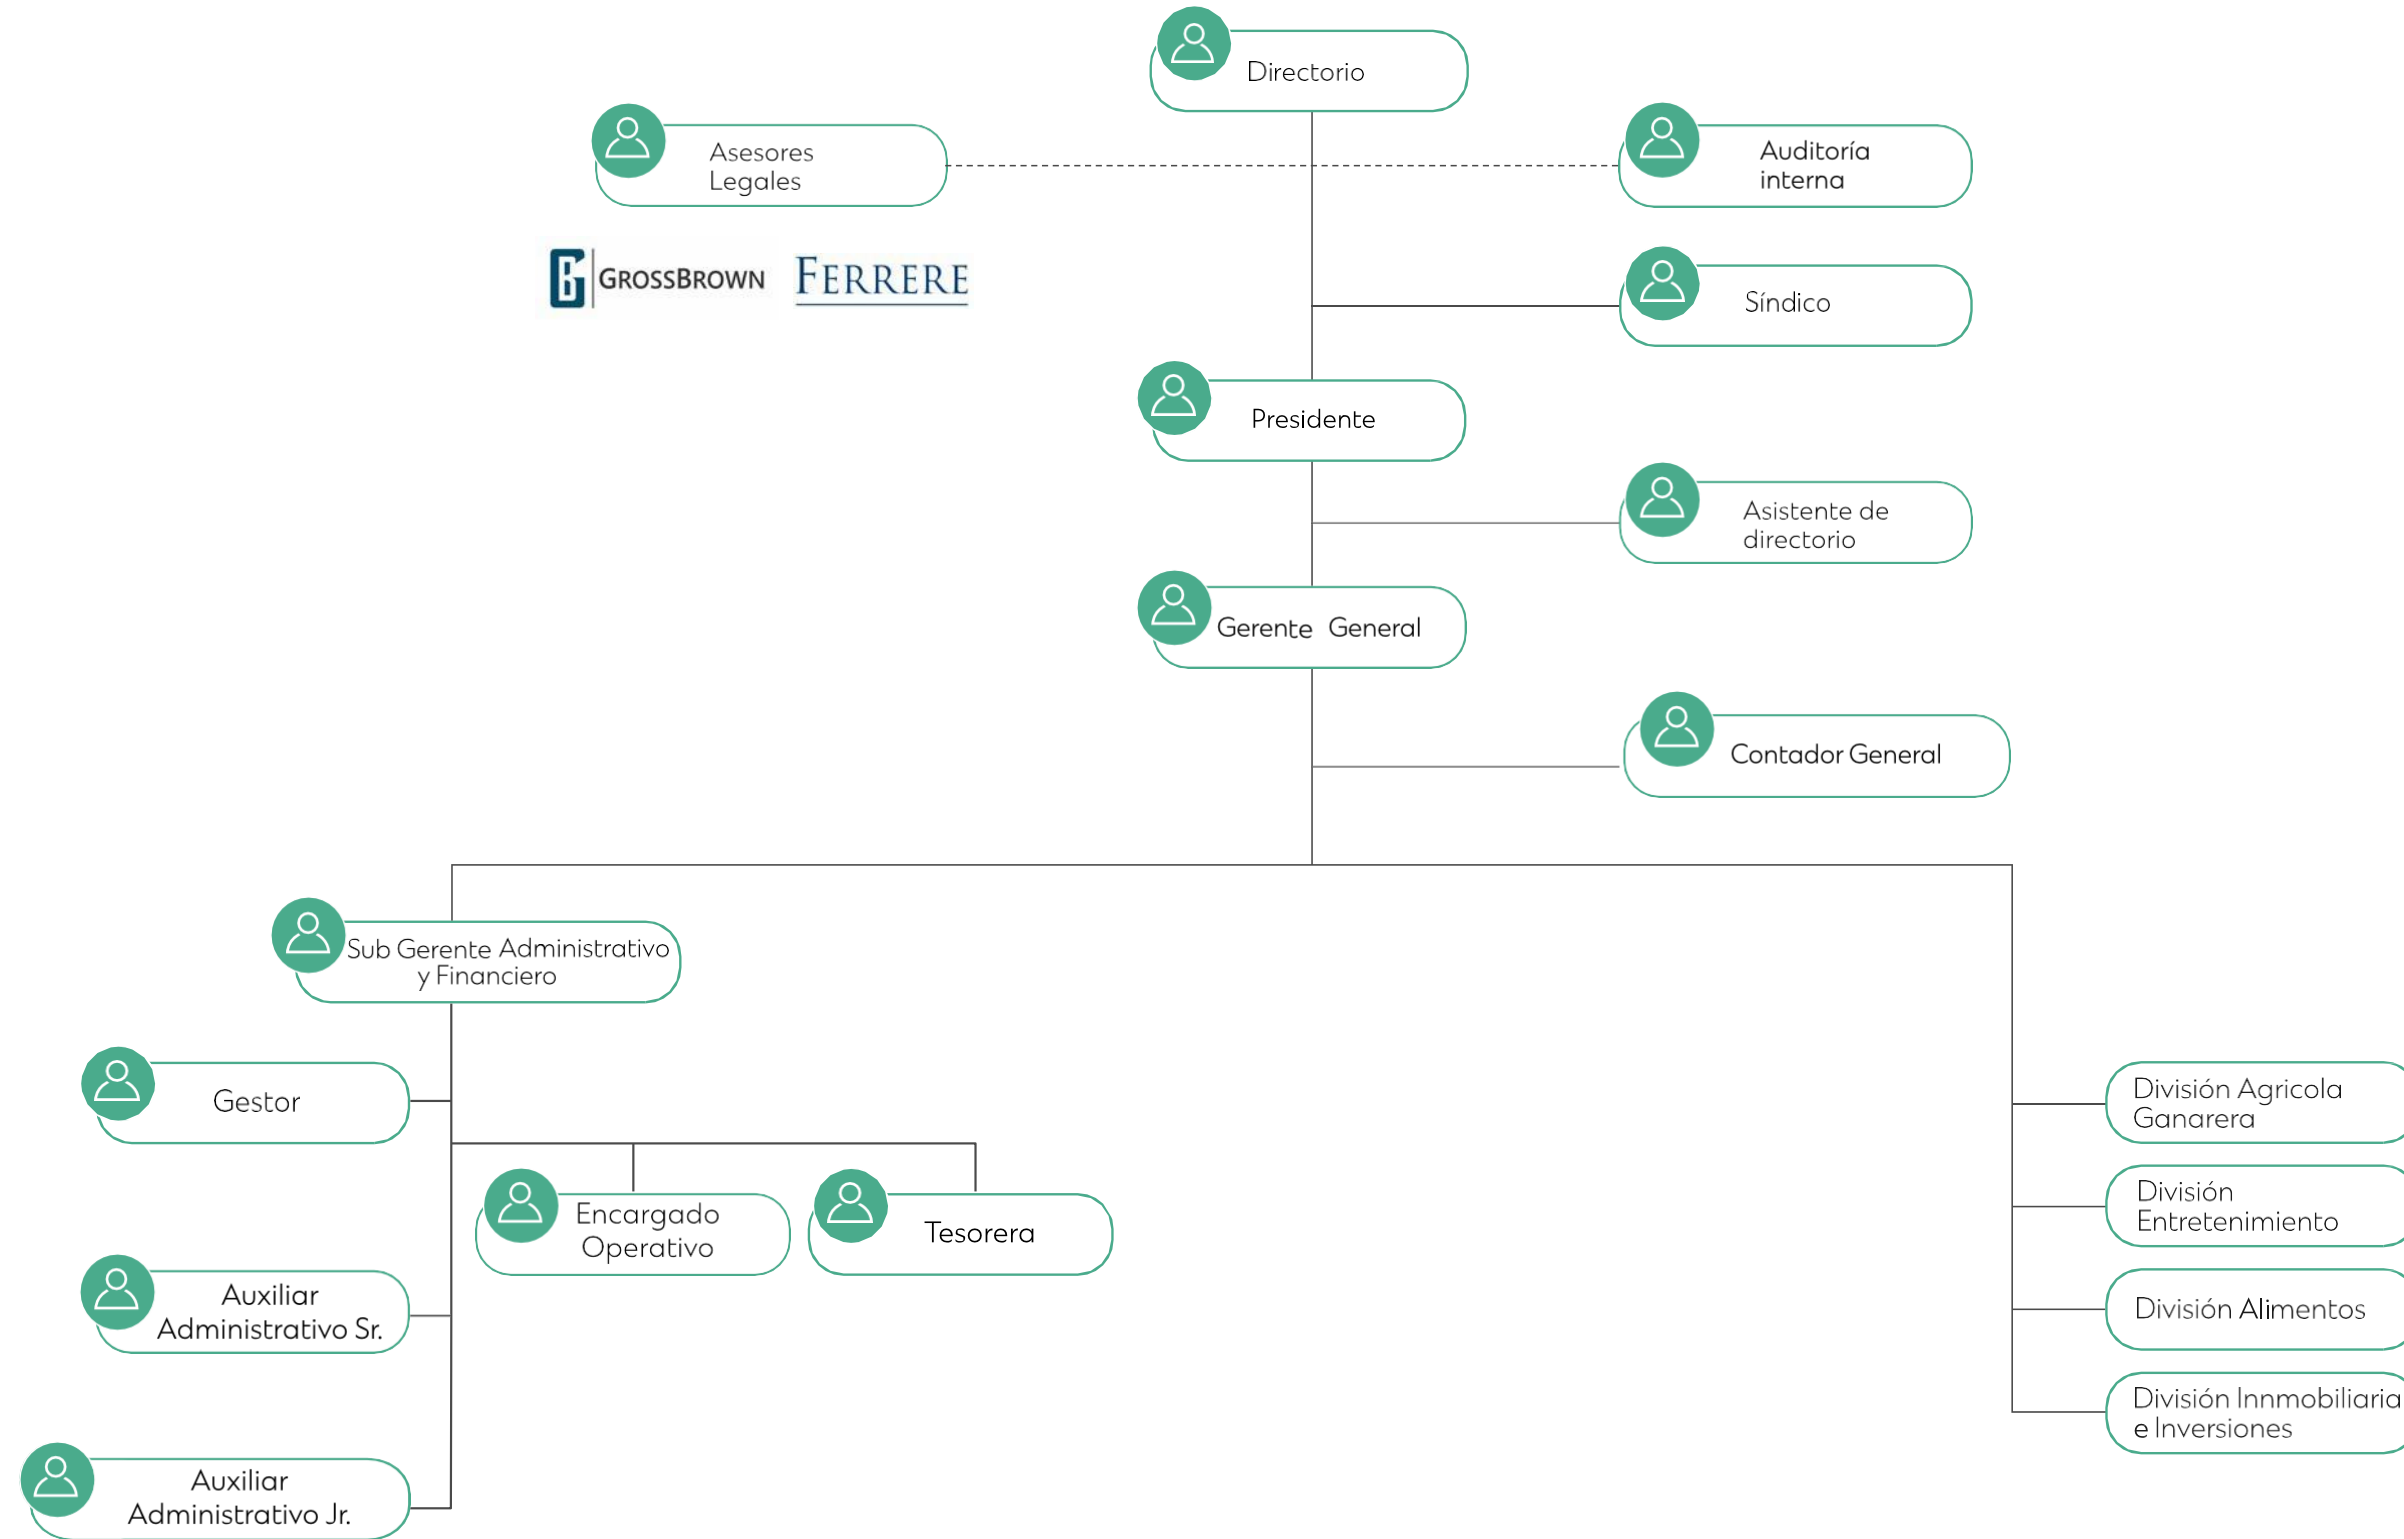 Directorio
Asesores
Legales
Auditoría
interna
GROSSBROWN
FERRERE
Síndico
Presidente
Asistente de
directorio
Gerente General
Contador General
Sub Gerente Administrativo
y Financiero
Gestor
División Agricola
Ganarera
Encargado
Operativo
Tesorera
División
Entretenimiento
Auxiliar
Administrativo Sr.
División Alimentos
División Innmobiliaria
e Inversiones
Auxiliar
Administrativo Jr.